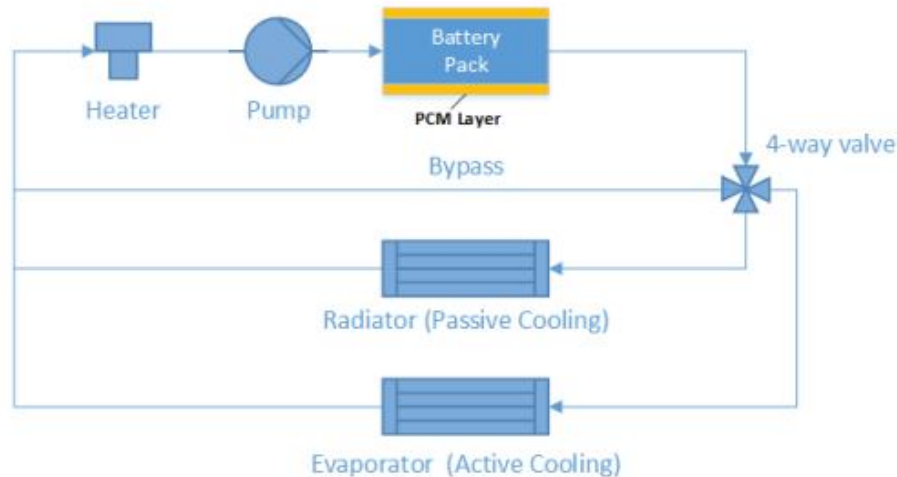 Battery
Pack
Heater
Pump
PCM Layer
4-way valve
Bypass
Radiator (Passive Cooling)
Evaporator (Active Cooling)